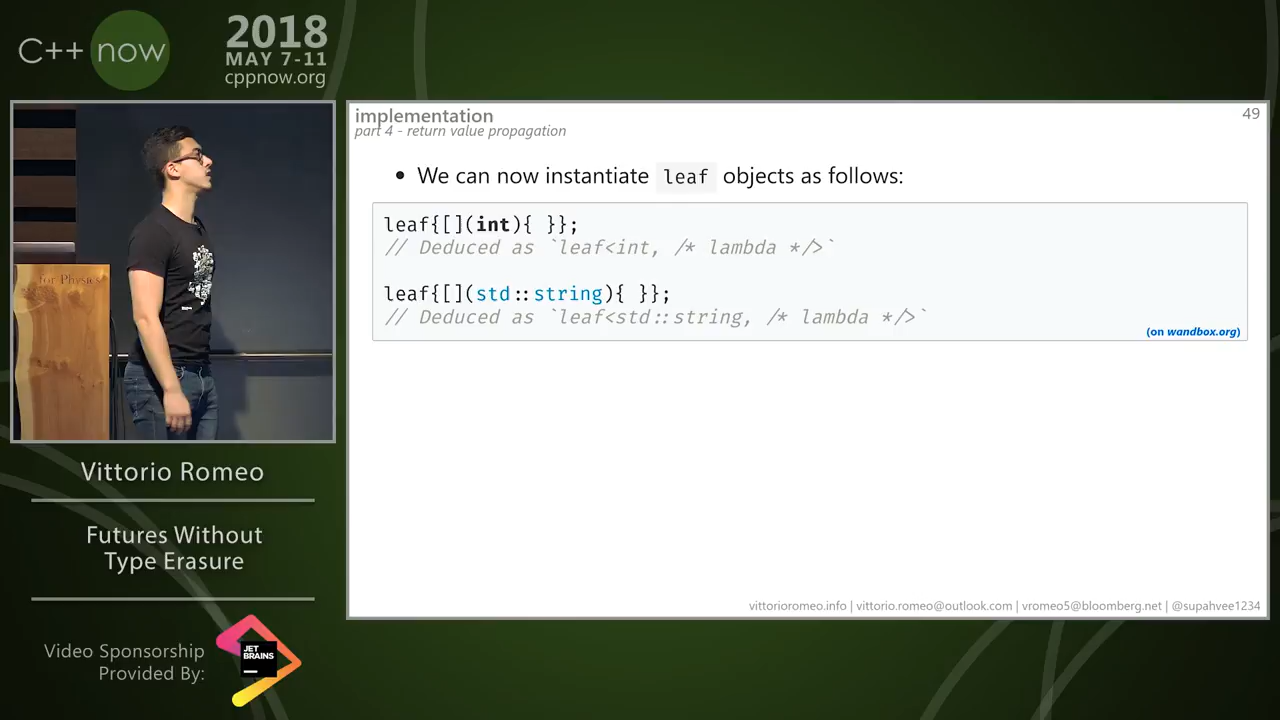 C++ now
2018
MAY 7-11
cppnow.org
for Physics
implementation
part 4 - return value propagation
49
• We can now instantiate leaf objects as follows:
leaf{[](int){ }};
// Deduced as `leaf<int, /* lambda */>`
leaf{[](std::string){ }};
// Deduced as `leaf<std::string, /* lambda */>`
(on wandbox.org)
vittorioromeo.info | vittorio.romeo@outlook.com | vromeo5@bloomberg.net | @supahvee1234
Vittorio Romeo
Futures Without
Type Erasure
Video Sponsorship
Provided By:
JET
BRAINS